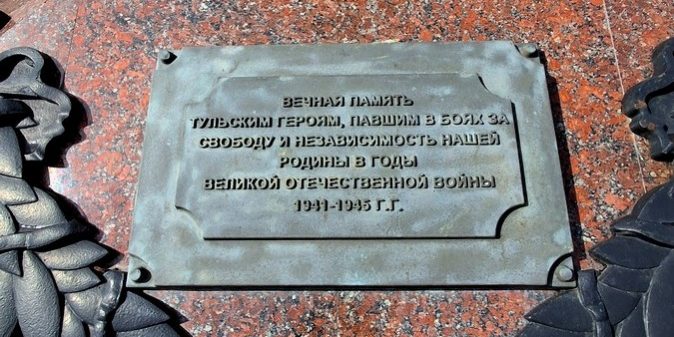 ВЕЧНАЯ ПАМЯТЬ
ТУЛЬСКИМ ГЕРОЯМ, ПАВШИМ В БОЯХ ЗА
СВОБОДУ И НЕЗАВИСИМОСТЬ НАШЕЙ
РОДИНЫ В ГОДЫ
ВЕЛИКОЙ ОТЕЧЕСТВЕННОЙ ВОЙНЫ
1941-1945 Г.Г.